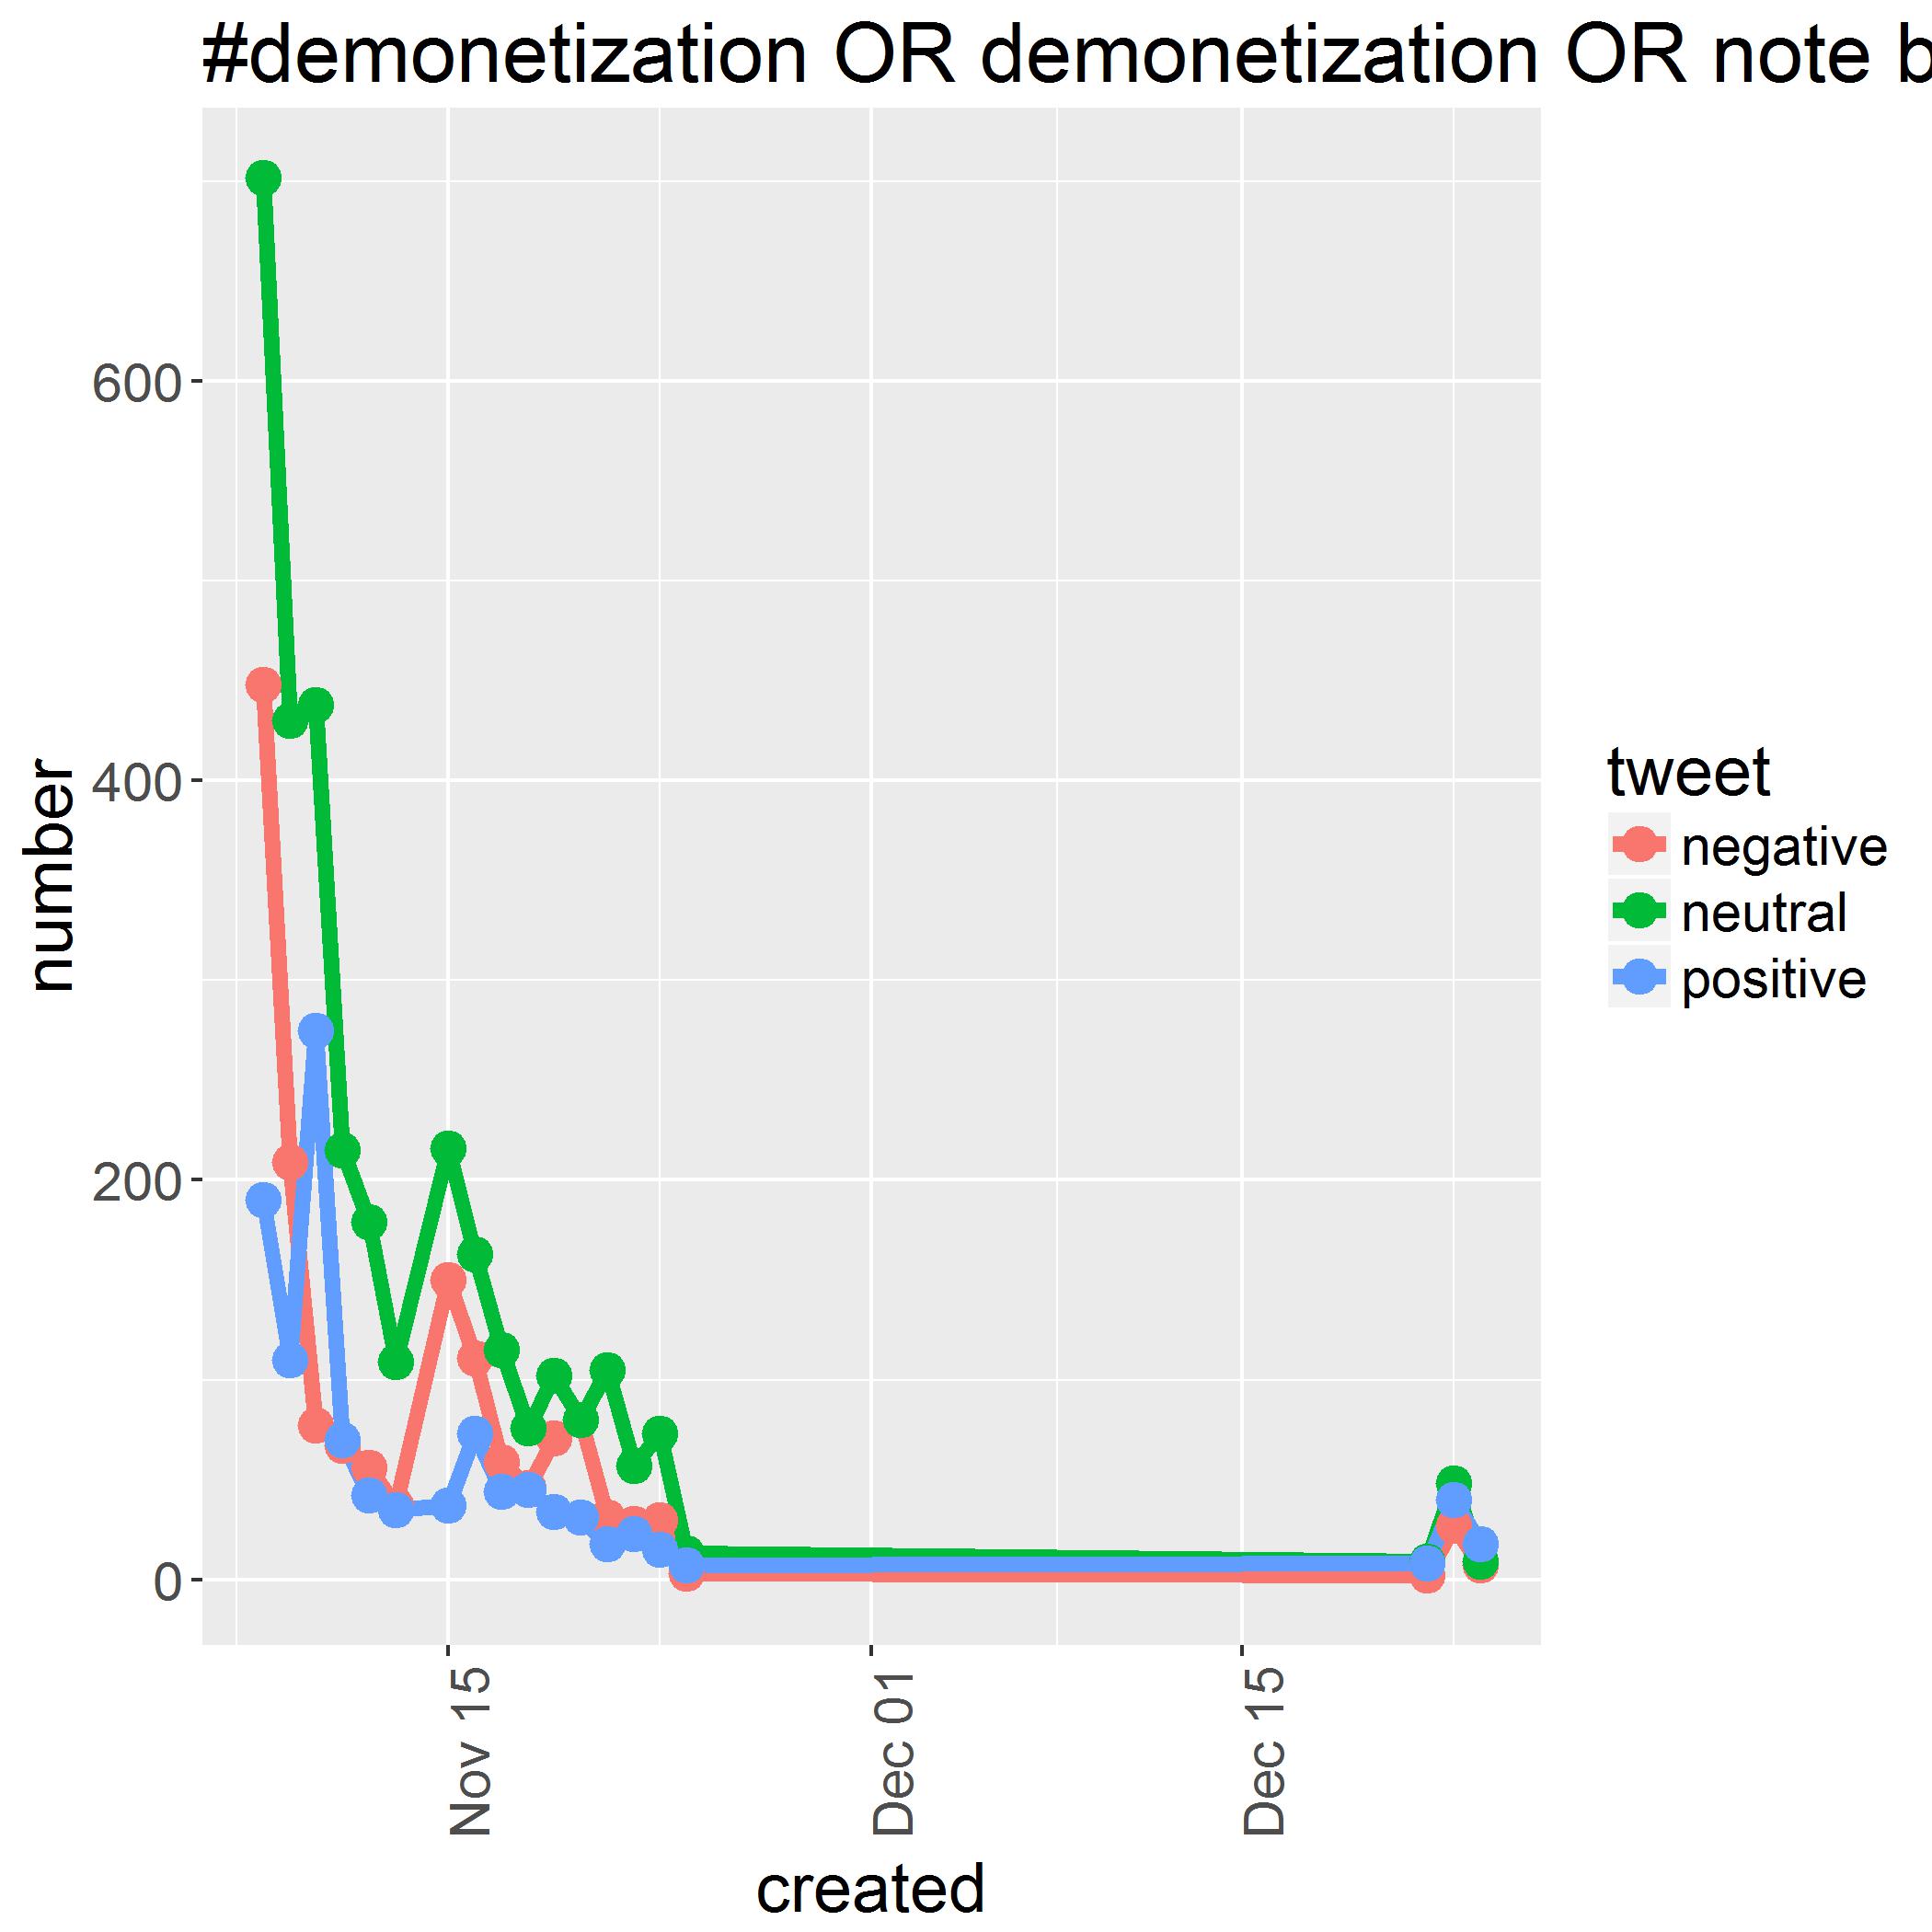 #demonetization OR demonetization OR note b
number
600
400
200
0
Nov 15
Dec 01
Dec 15
created
tweet
negative
neutral
positive